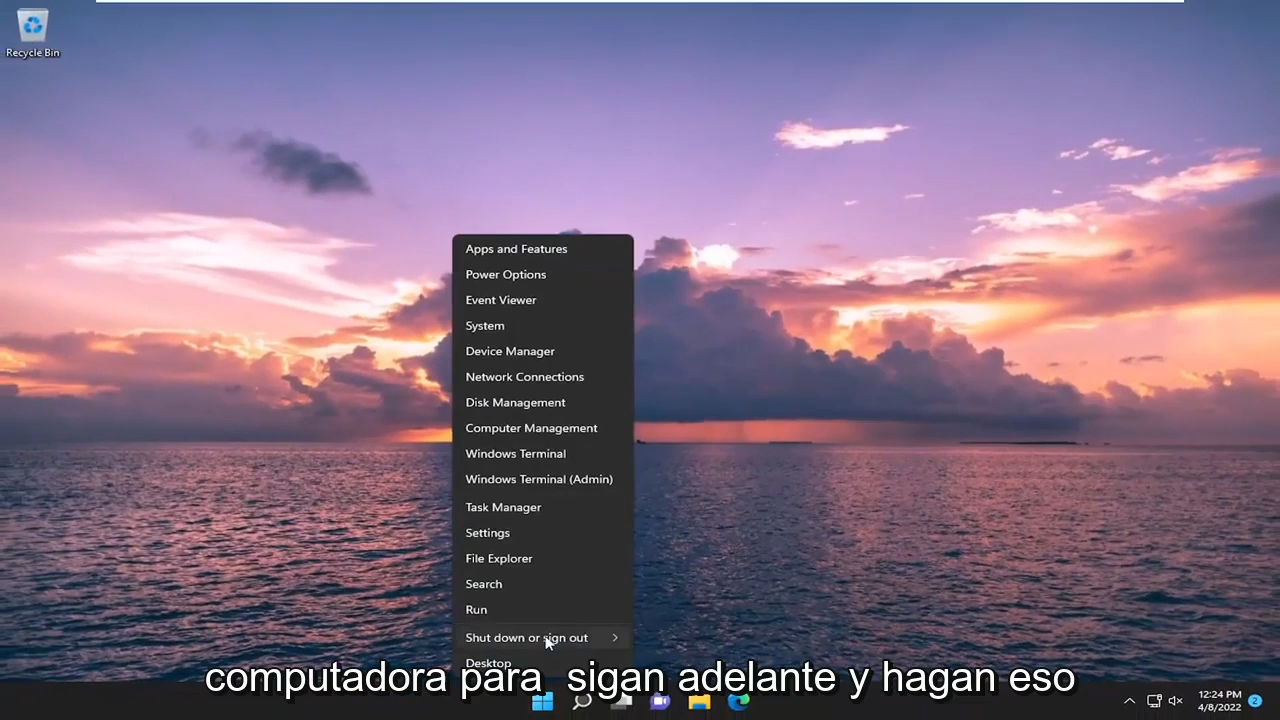 Recycle Bin
Apps and Features
Power Options
Event Viewer
System
Device Manager
Network Connections
Disk Management
Computer Management
Windows Terminal
Windows Terminal (Admin)
Task Manager
Settings
File Explorer
Search
Run
Shut down or sign out
Desktop
computadora para  sigan adelante y hagan eso
12:24 PM
4/8/2022
2